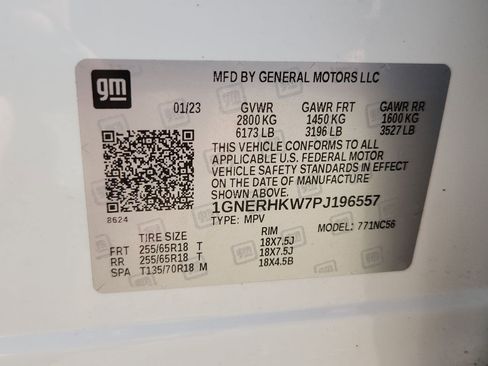 gm
MFD BY GENERAL MOTORS LLC
01/23 GVWR GAWR FRT GAWR RR
2800 KG 1450 KG 1600 KG
6173 LB 3196 LB 3527 LB
THIS VEHICLE CONFORMS TO ALL
APPLICABLE U.S. FEDERAL MOTOR
VEHICLE SAFETY STANDARDS IN EFFECT
ON THE DATE OF MANUFACTURE
SHOWN ABOVE.
1GNERHKW7PJ196557
8624 TYPE: MPV MODEL: 771NC56
TIRE SIZE RIM
FRT 255/65R18 T 18X7.5J
RR 255/65R18 T 18X7.5J
SPA T135/70R18 M 18X4.5B